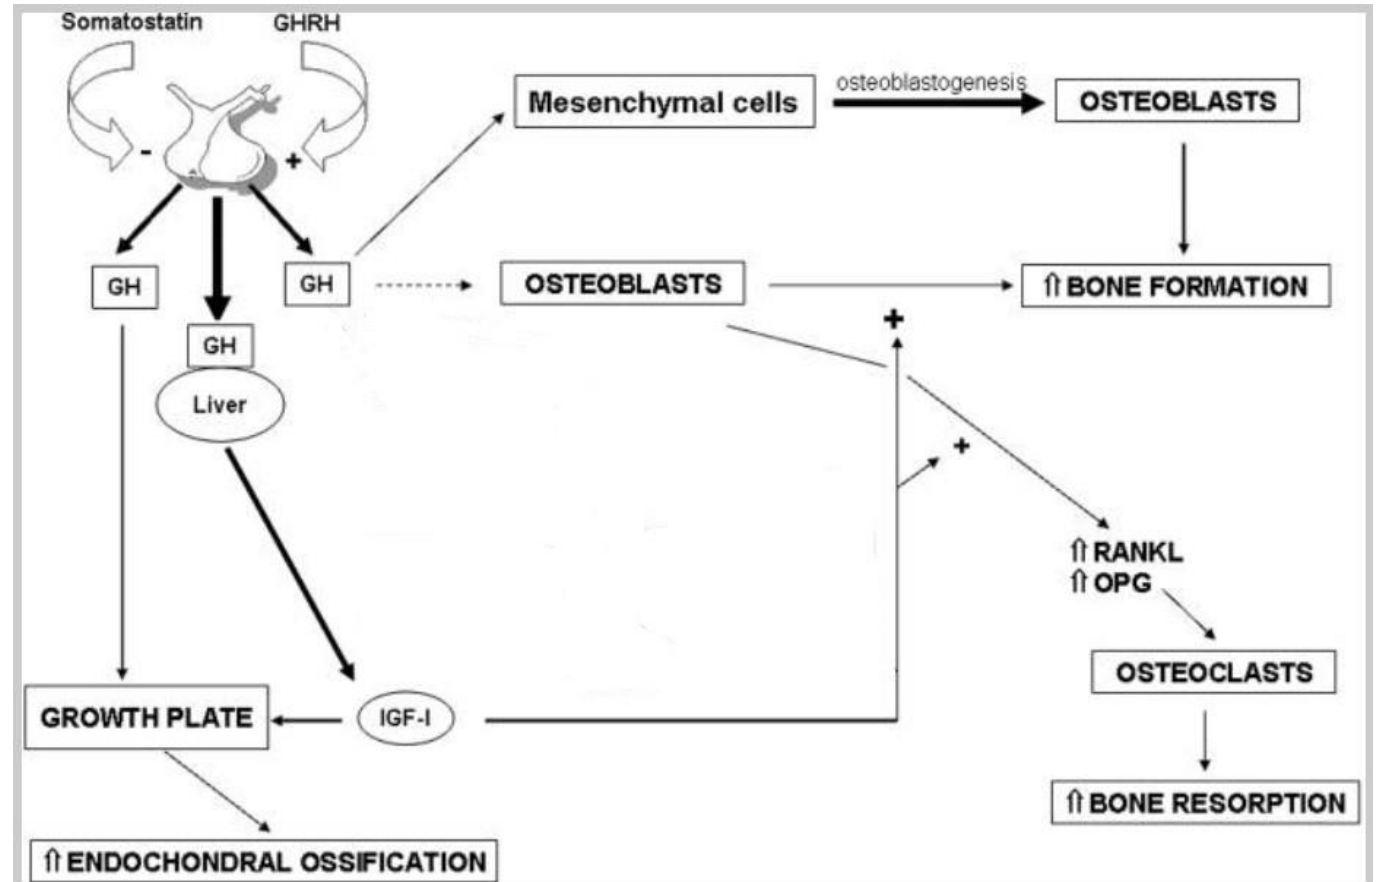 Somatostatin GHRH
Mesenchymal cells
osteoblastogenesis
OSTEOBLASTS
- +
GH
GH
OSTEOBLASTS
⇑ BONE FORMATION
+
GH
Liver
+
⇑ RANKL
⇑ OPG
OSTEOCLASTS
GROWTH PLATE
IGF-I
⇑ BONE RESORPTION
⇑ ENDOCHONDRAL OSSIFICATION